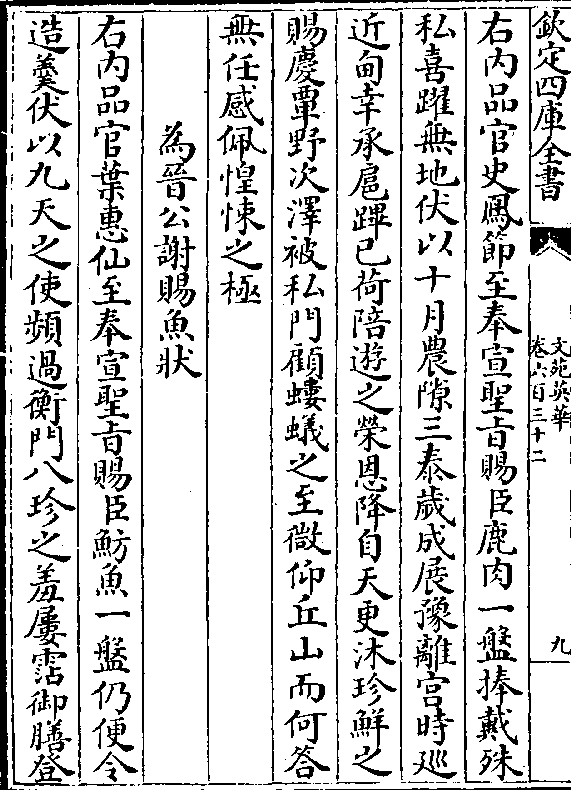 欽定四庫全書
文苑英華
卷六百三十二
九
右内品官史鳳節至奉宣聖旨賜臣鹿肉一盤捧戴殊
私喜躍無地伏以十月農隙三秦歲成展豫離宫時廵
近甸幸承扈蹕已荷陪遊之榮恩降自天更沐珍鮮之
賜慶覃野次澤被私門顧螻蟻之至微仰丘山而何答
無任感佩惶悚之極
為晉公謝賜魚狀
右内品官葉惠仙至奉宣聖旨賜臣魴魚一盤仍便令
造羮伏以九天之使頻過衡門八珍之羞屢霑御膳登